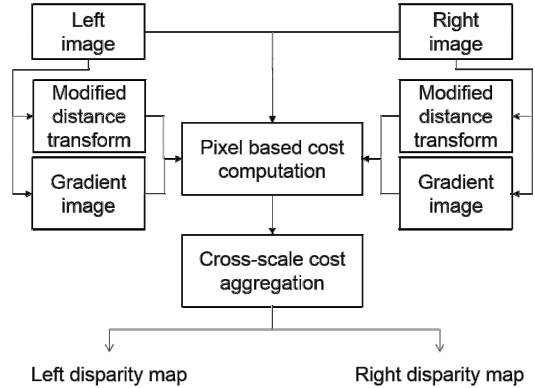 Left
image
Right
image
Modified
distance
transform
Modified
distance
transform
Pixel based cost
computation
Gradient
image
Gradient
image
Cross-scale cost
aggregation
Left disparity map
Right disparity map